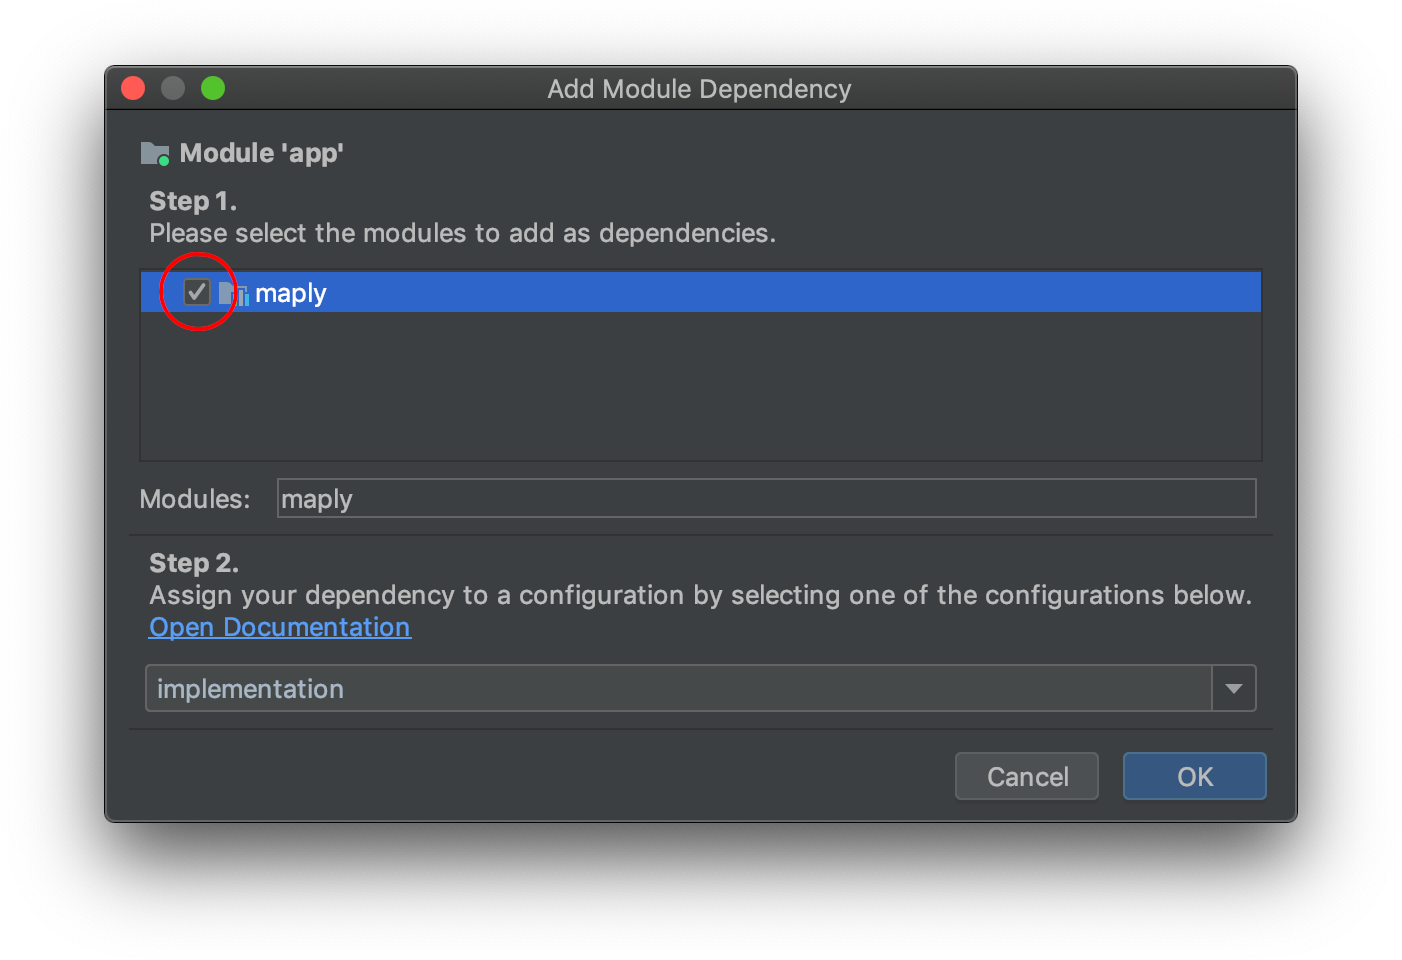 Add Module Dependency
Module 'app'
Step 1.
Please select the modules to add as dependencies.
maply
Modules: maply
Step 2.
Assign your dependency to a configuration by selecting one of the configurations below.
Open Documentation
implementation
Cancel OK